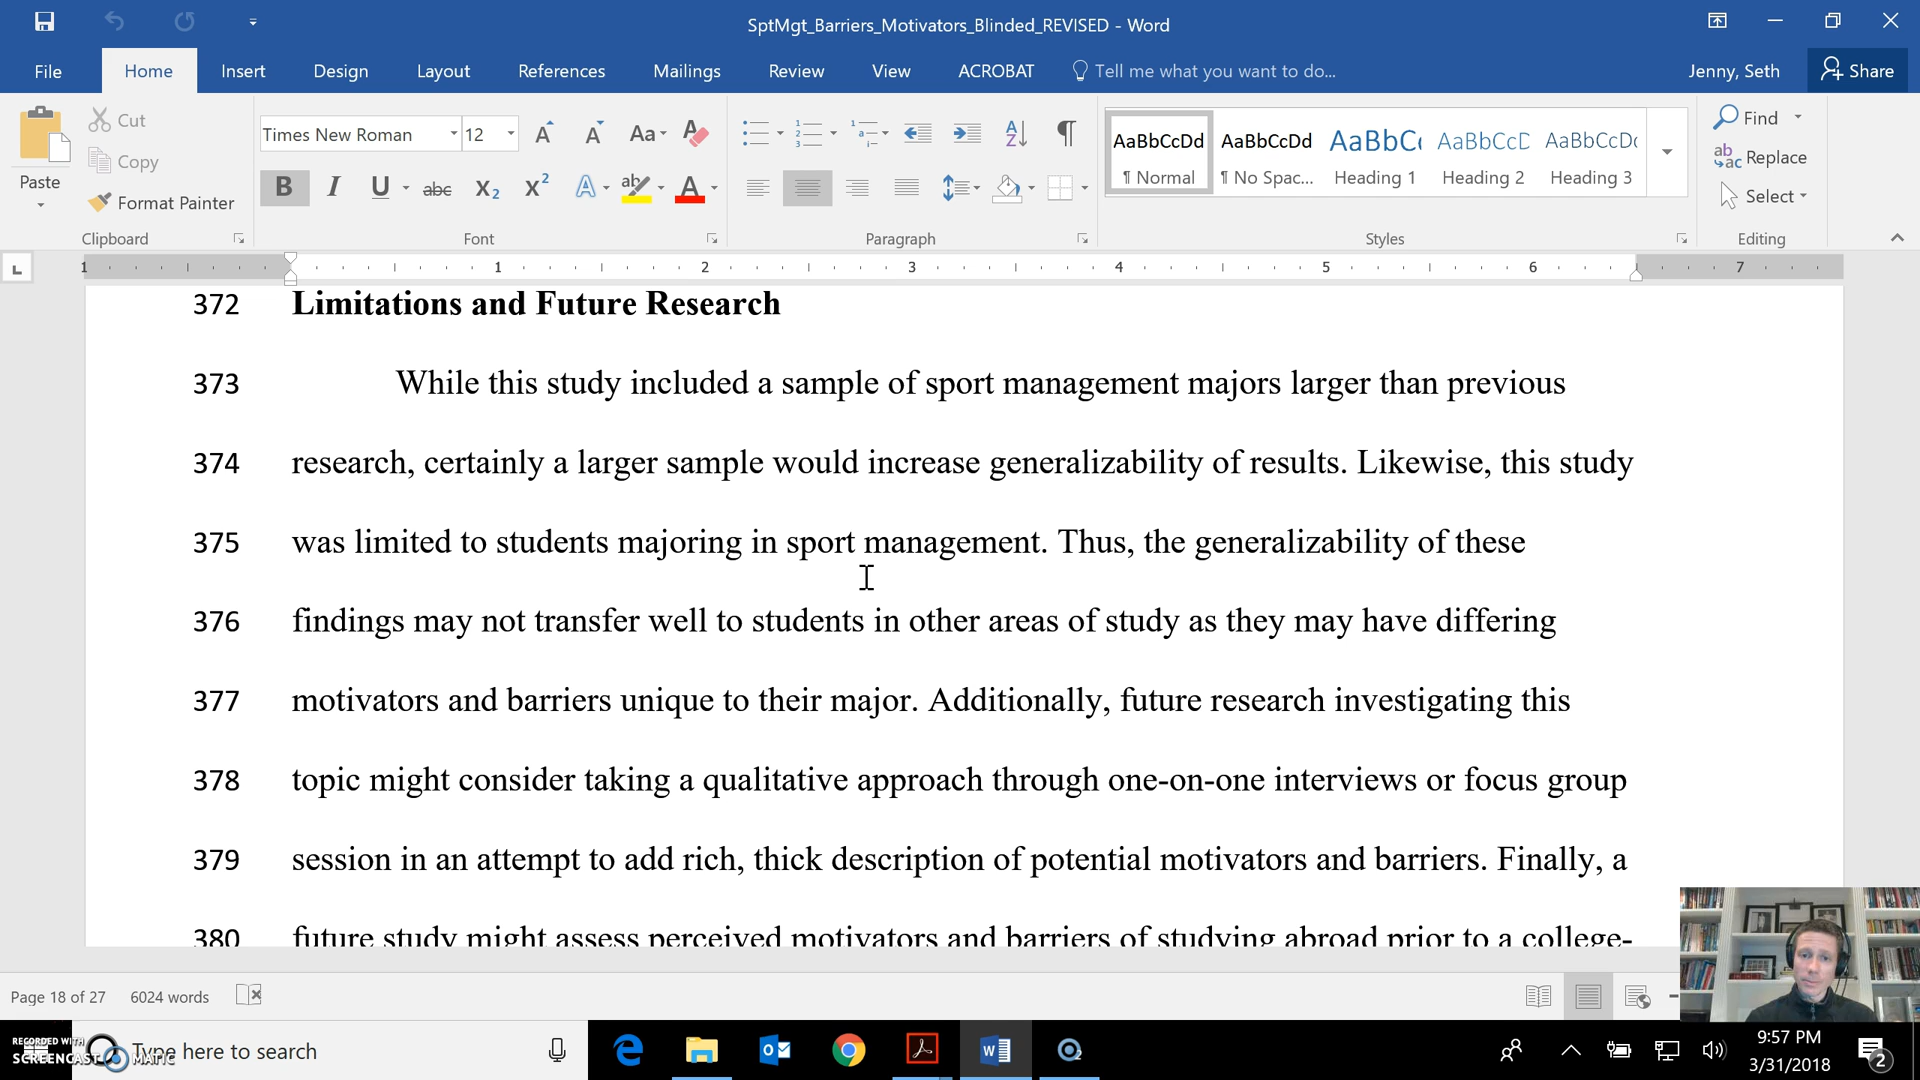 SptMgt_Barriers_Motivators_Blinded_REVISED - Word
File Home Insert Design Layout References Mailings Review View ACROBAT Tell me what you want to do... Jenny, Seth Share
Paste
Cut
Copy
Format Painter
Clipboard
Times New Roman 12
Font
Paragraph
AaBbCcDd AaBbCcDd AaBbCc AaBbCcD AaBbCcDc
¶ Normal ¶ No Spac... Heading 1 Heading 2 Heading 3
Styles
Find
Replace
Select
Editing
1 1 2 3 4 5 6 7
372 Limitations and Future Research
373 While this study included a sample of sport management majors larger than previous
374 research, certainly a larger sample would increase generalizability of results. Likewise, this study
375 was limited to students majoring in sport management. Thus, the generalizability of these
376 findings may not transfer well to students in other areas of study as they may have differing
377 motivators and barriers unique to their major. Additionally, future research investigating this
378 topic might consider taking a qualitative approach through one-on-one interviews or focus group
379 session in an attempt to add rich, thick description of potential motivators and barriers. Finally, a
380 future study might assess perceived motivators and barriers of studying abroad prior to a college-
Page 18 of 27 6024 words
RECORDED WITH
SCREENCAST MATIC
Type here to search
9:57 PM
3/31/2018
2